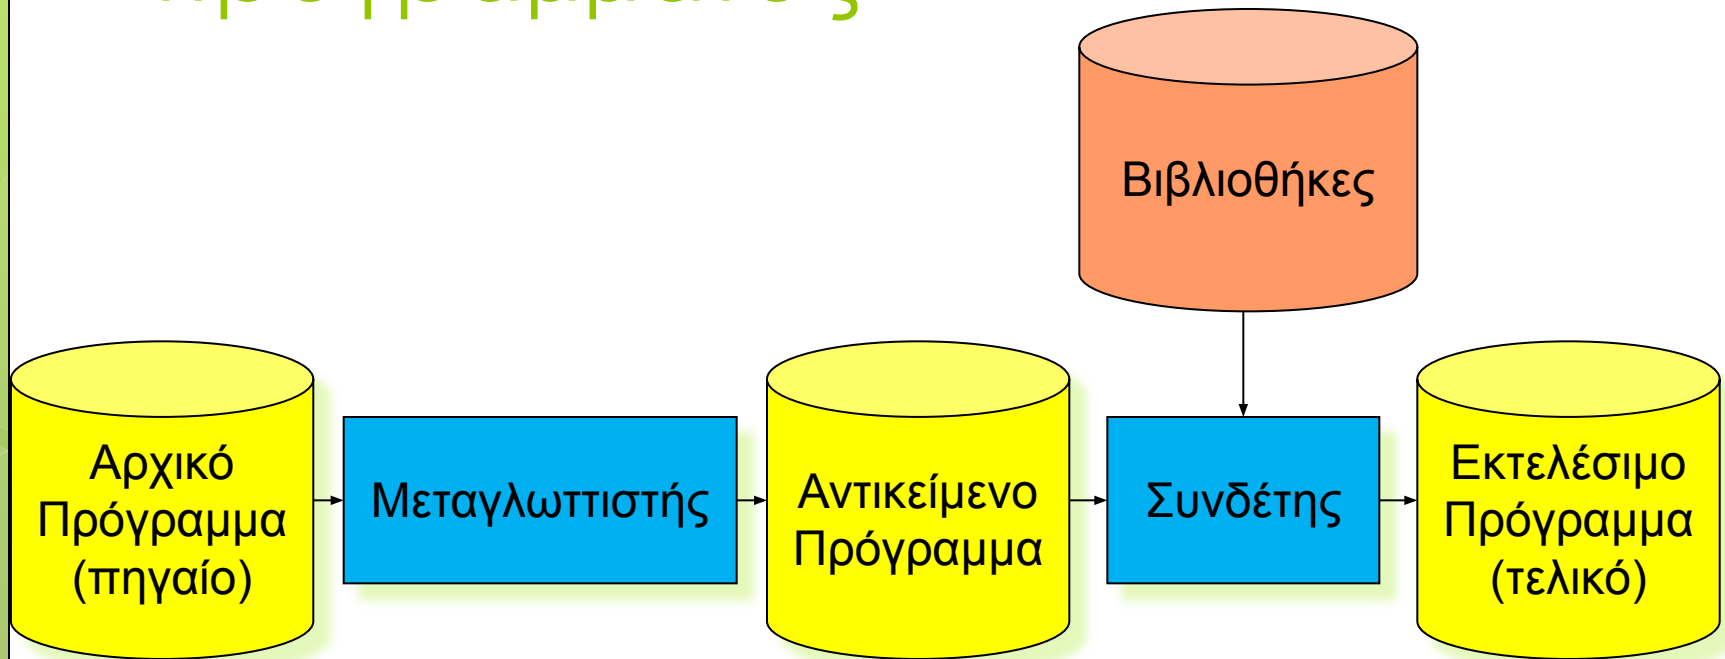 Βιβλιοθήκες
Αρχικό
Πρόγραμμα
(πηγαίο)
Μεταγλωττιστής
Αντικείμενο
Πρόγραμμα
Συνδέτης
Εκτελέσιμο
Πρόγραμμα
(τελικό)